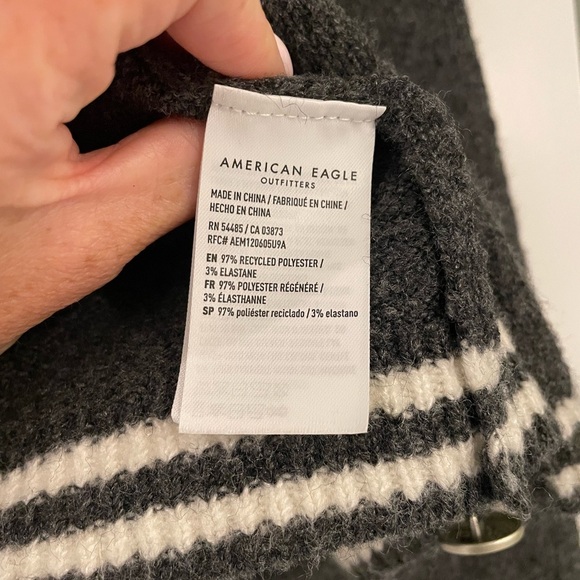 AMERICAN EAGLE
OUTFITTERS
MADE IN CHINA / FABRIQUÉ EN CHINE /
HECHO EN CHINA
RN 54485 / CA 03873
RFC# AEM120605U9A
EN 97% RECYCLED POLYESTER /
3% ELASTANE
FR 97% POLYESTER RÉGÉNÉRÉ /
3% ÉLASTHANNE
SP 97% poliéster reciclado / 3% elastano